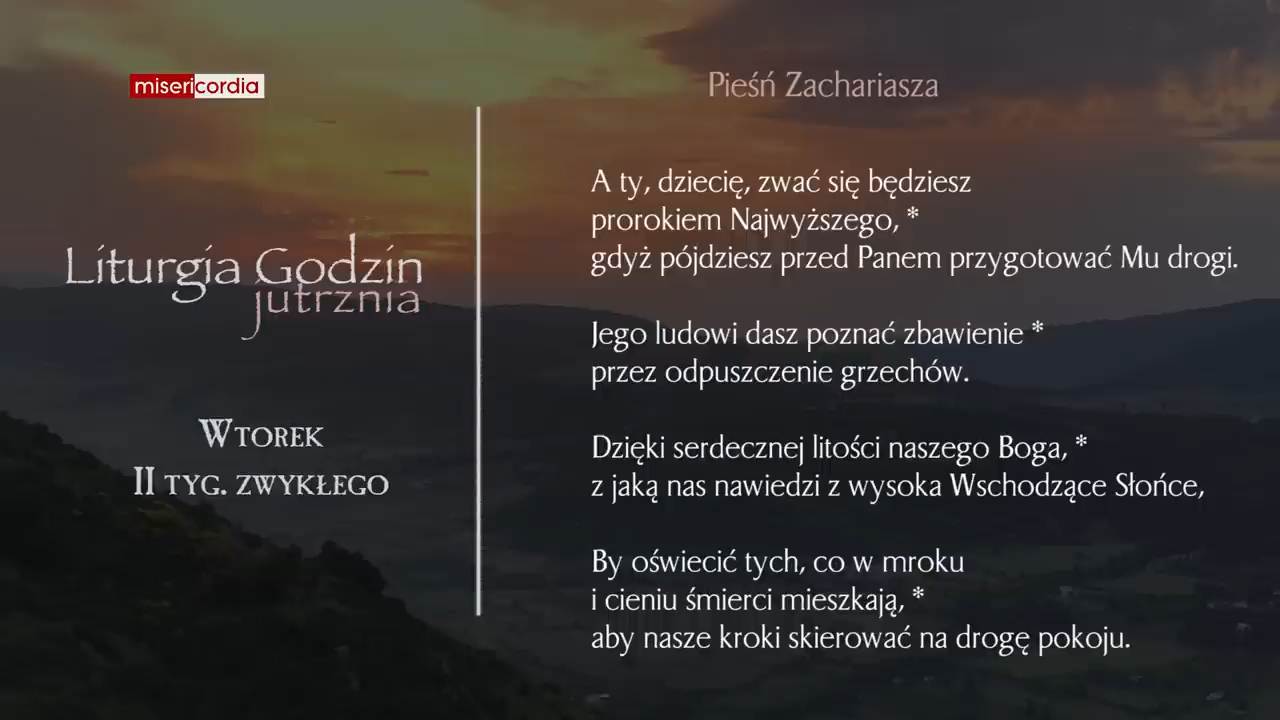 misericordia
Liturgia Godzin
jutrznia
Wtorek
II tyg. zwykłego
Pieśń Zachariasza
A ty, dziecię, zwać się będziesz
prorokiem Najwyższego, *
gdyż pójdziesz przed Panem przygotować Mu drogi.
Jego ludowi dasz poznać zbawienie *
przez odpuszczenie grzechów.
Dzięki serdecznej litości naszego Boga, *
z jaką nas nawiedzi z wysoka Wschodzące Słońce,
By oświecić tych, co w mroku
i cieniu śmierci mieszkają, *
aby nasze kroki skierować na drogę pokoju.